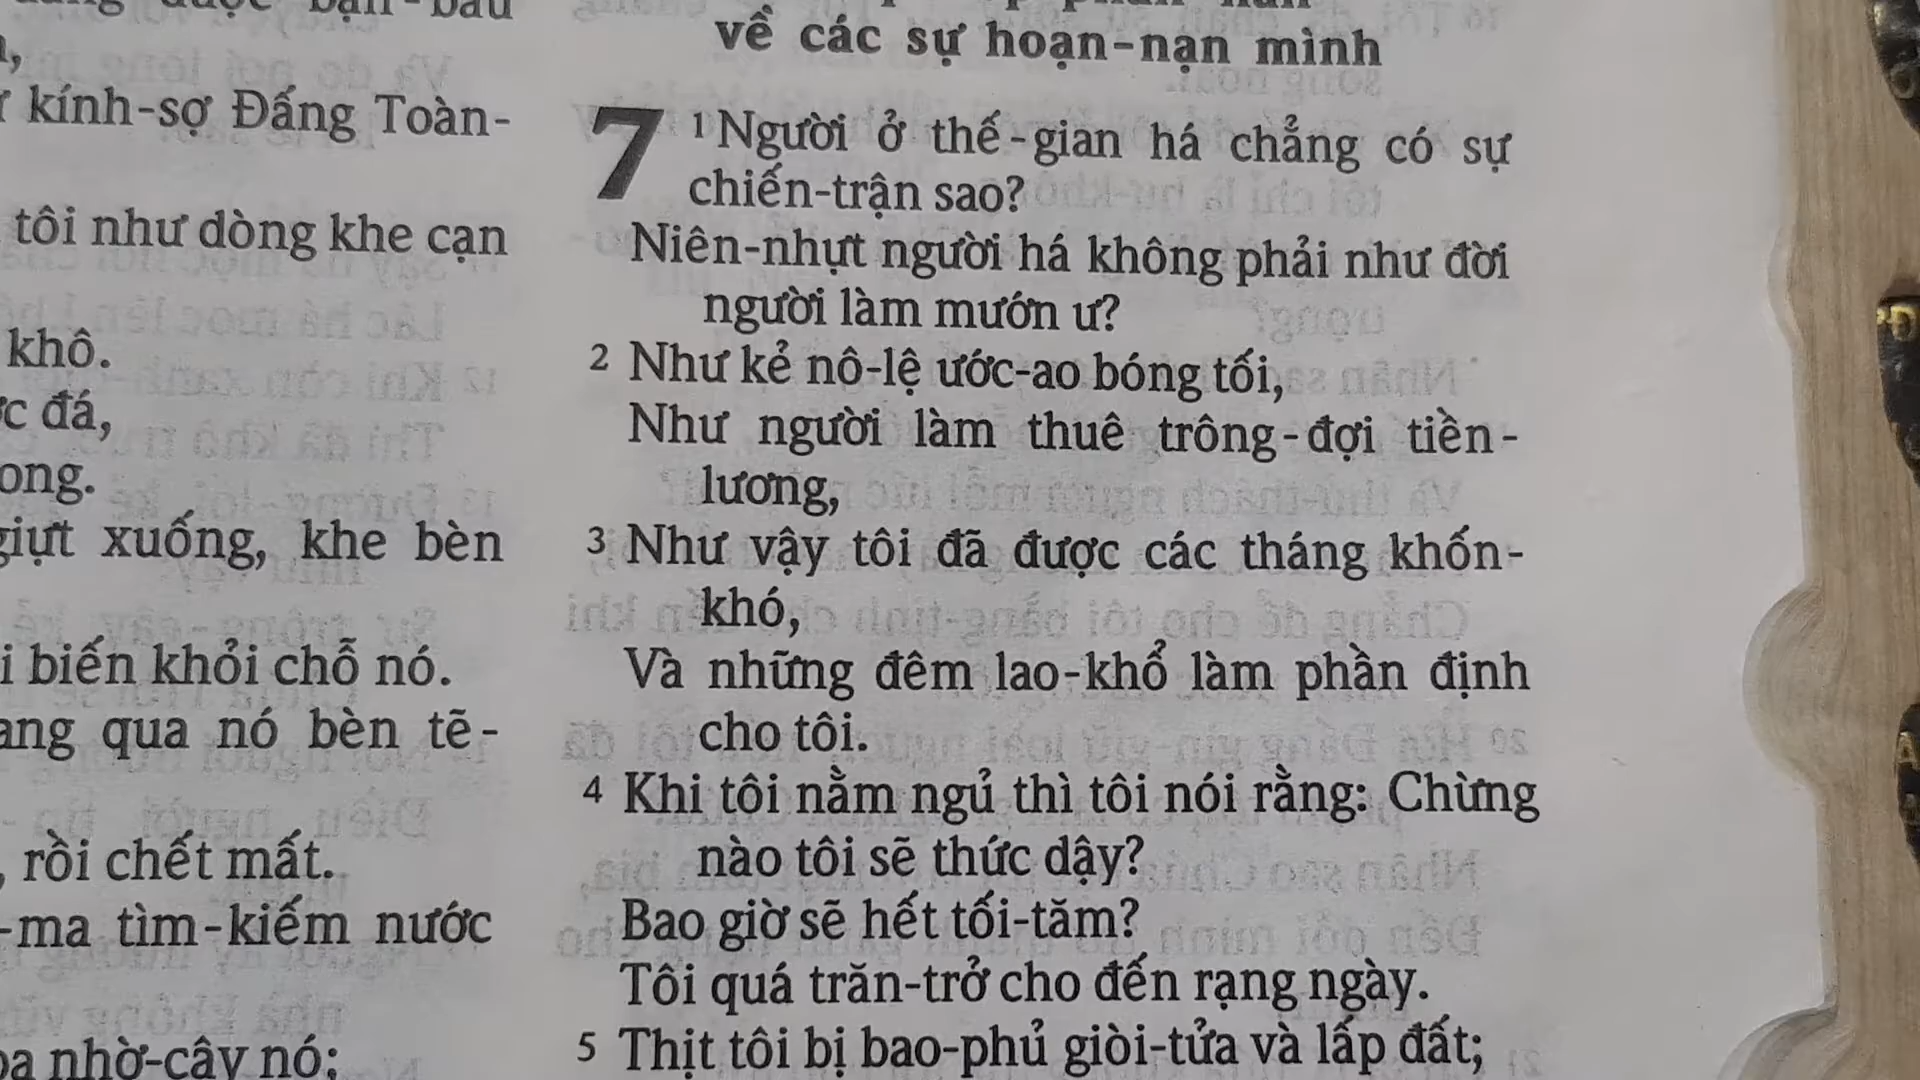 kính-sợ Đấng Toàn-
tôi như dòng khe cạn
khô.
đá,
giựt xuống, khe bèn
biến khỏi chỗ nó.
qua nó bèn tẽ-
rồi chết mất.
-ma tìm-kiếm nước
nhờ-cậy nó;
về các sự hoạn-nạn mình
7
1 Người ở thế-gian há chẳng có sự
chiến-trận sao?
Niên-nhựt người há không phải như đời
người làm mướn ư?
2 Như kẻ nô-lệ ước-ao bóng tối,
Như người làm thuê trông-đợi tiền-
lương,
3 Như vậy tôi đã được các tháng khốn-
khó,
Và những đêm lao-khổ làm phần định
cho tôi.
4 Khi tôi nằm ngủ thì tôi nói rằng: Chừng
nào tôi sẽ thức dậy?
Bao giờ sẽ hết tối-tăm?
Tôi quá trăn-trở cho đến rạng ngày.
5 Thịt tôi bị bao-phủ giòi-tửa và lấp đất;